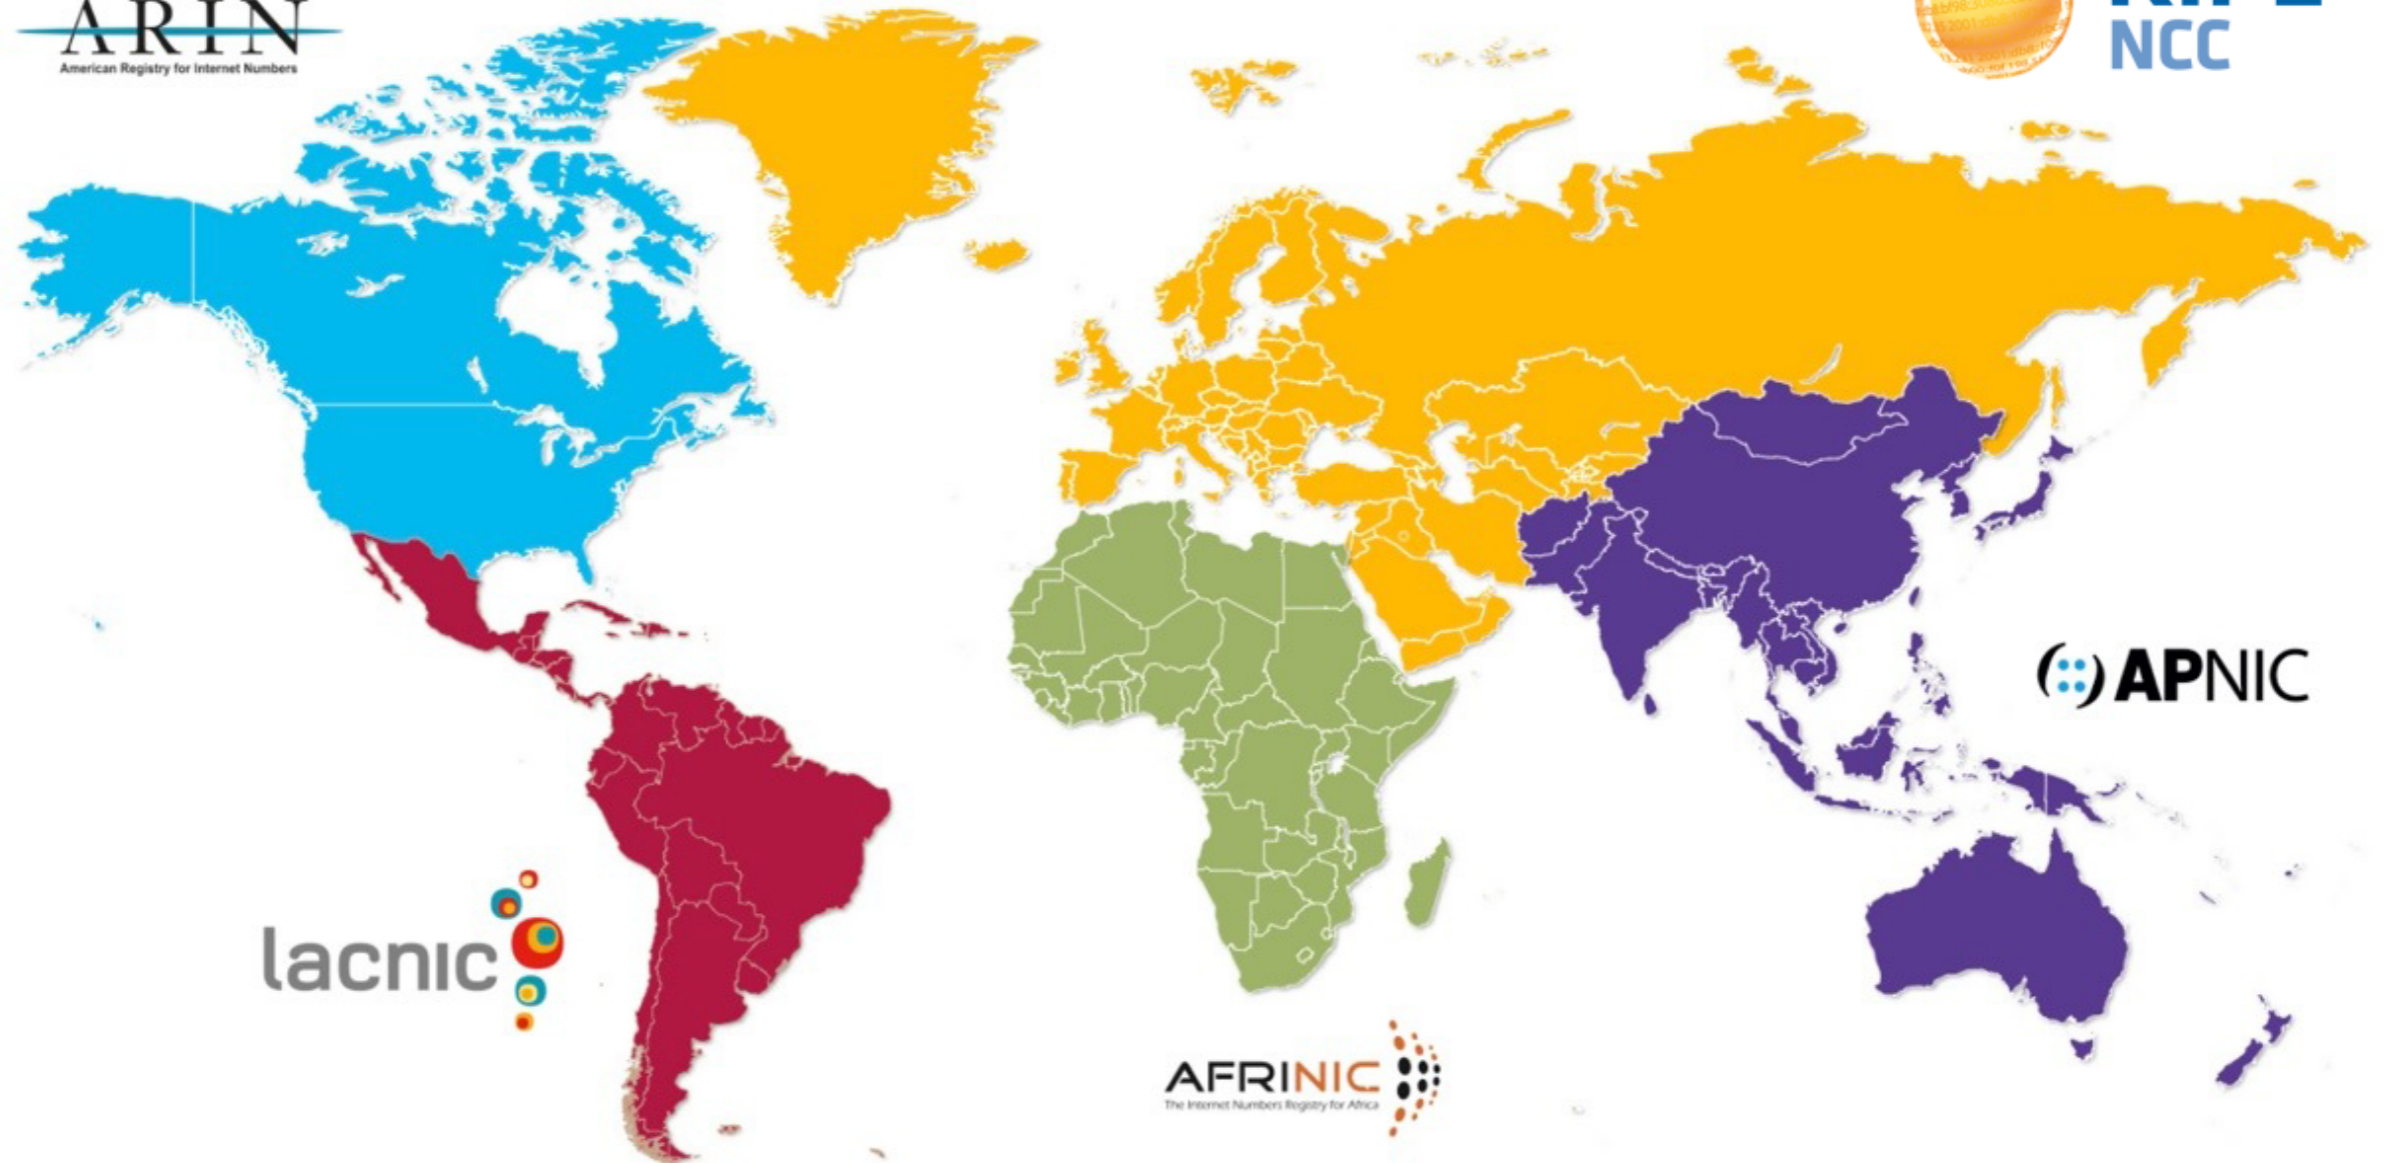 ARIN
American Registry for Internet Numbers
NCC
APNIC
lacnic
AFRINIC
The Internet Numbers Registry for Africa